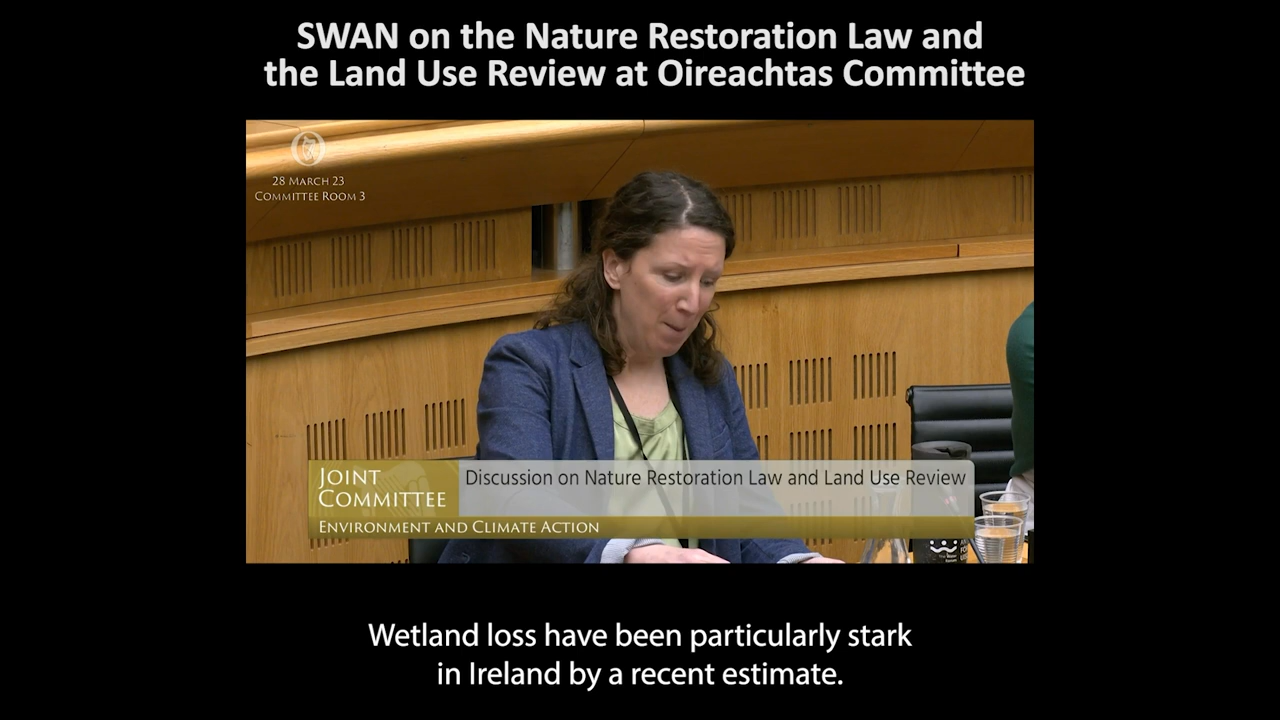 SWAN on the Nature Restoration Law and
the Land Use Review at Oireachtas Committee
28 March 23
Committee Room 3
Joint
Committee
Discussion on Nature Restoration Law and Land Use Review
Environment and Climate Action
Wetland loss have been particularly stark
in Ireland by a recent estimate.